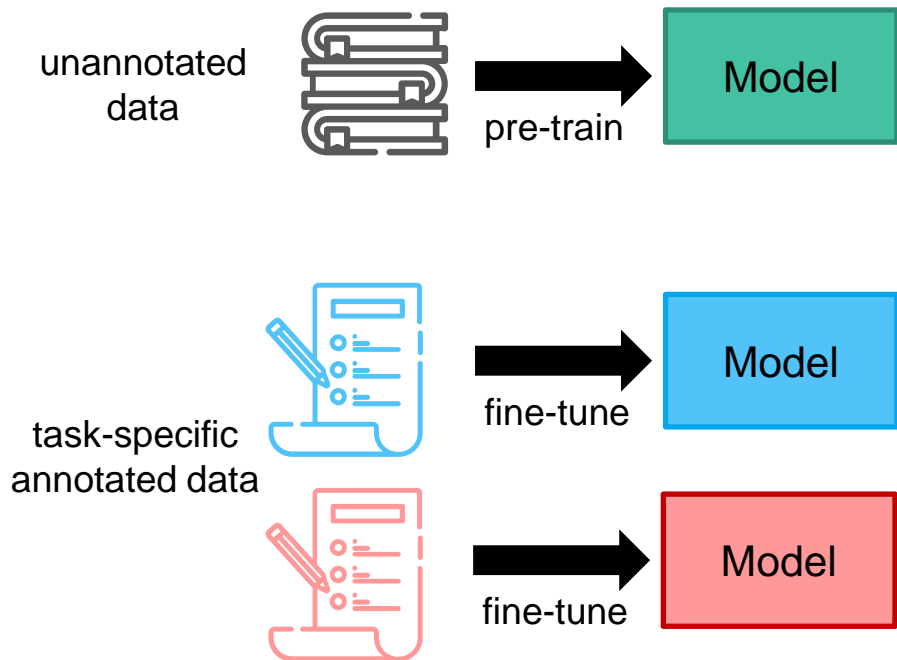 unannotated
data
pre-train
Model
task-specific
annotated data
fine-tune
Model
fine-tune
Model